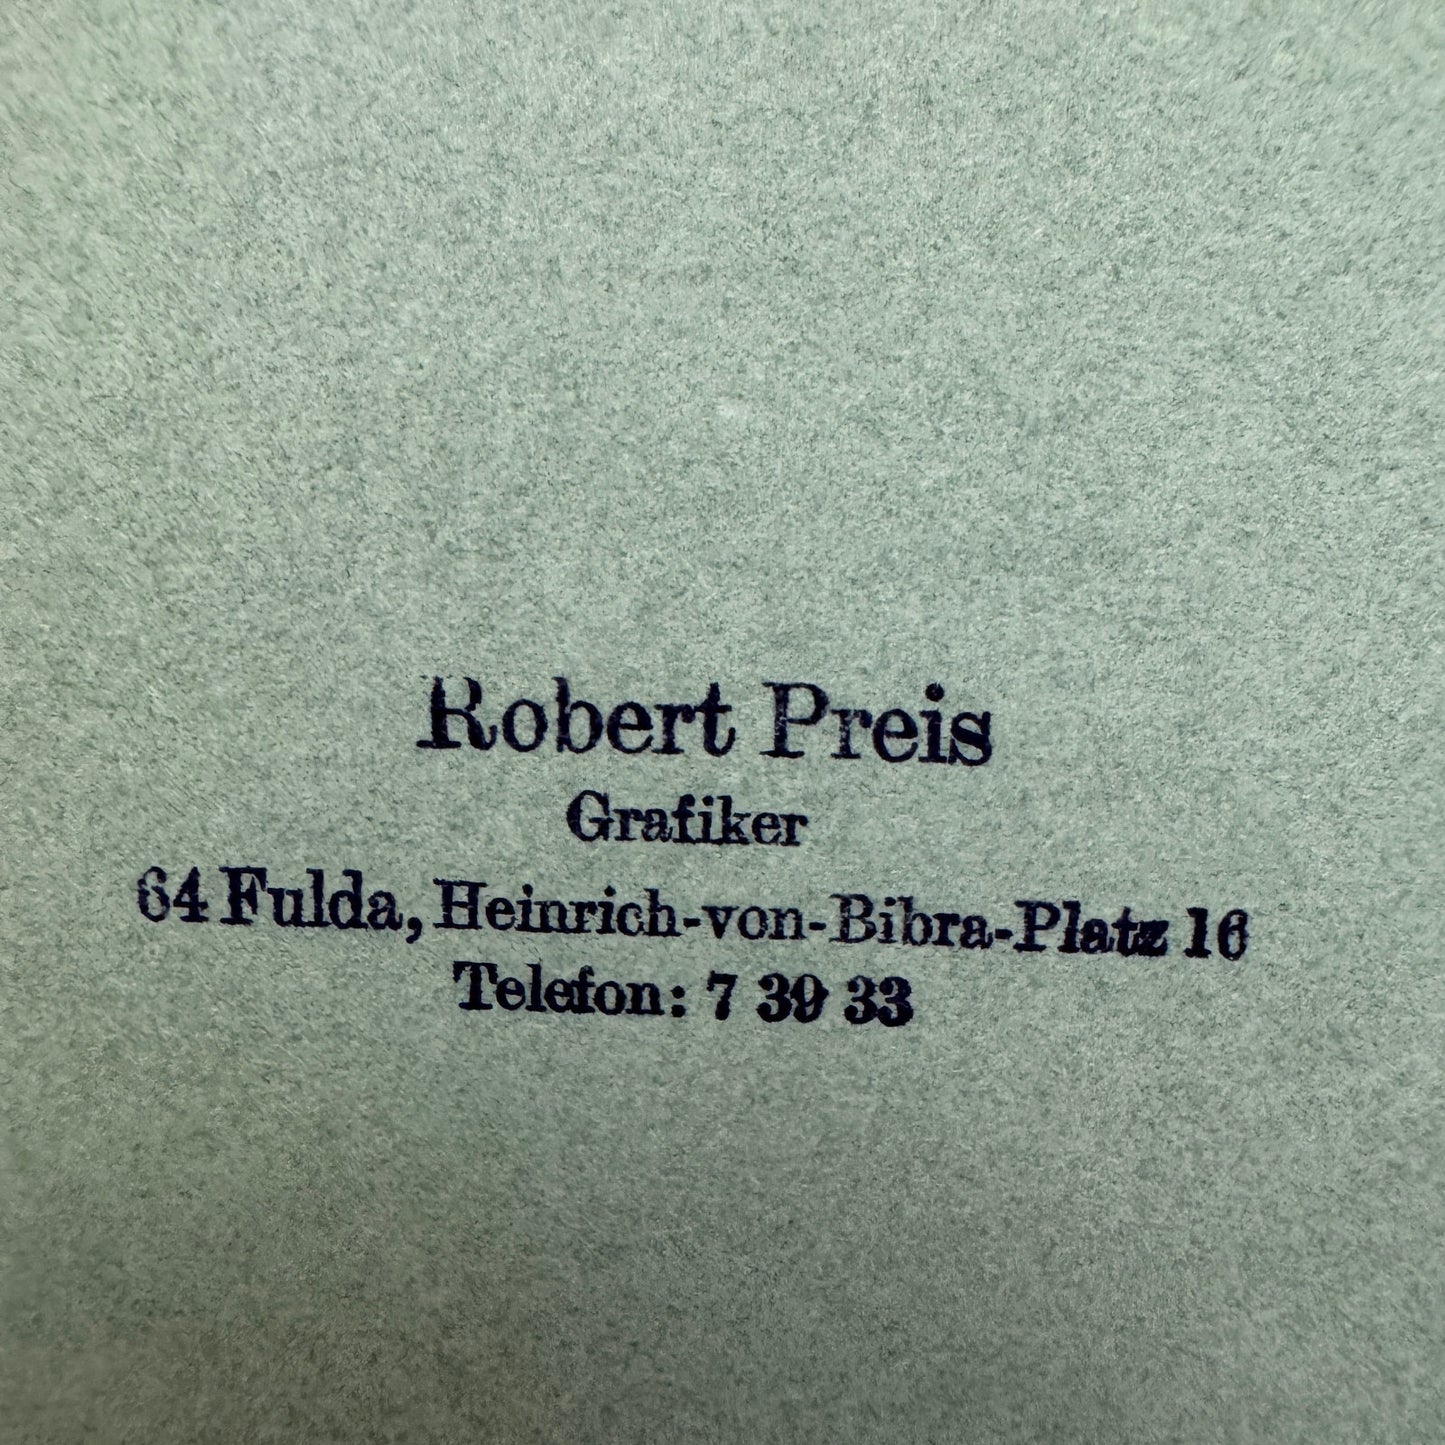 Robert Preis
Grafiker
64 Fulda, Heinrich-von-Bibra-Platz 16
Telefon: 7 39 33